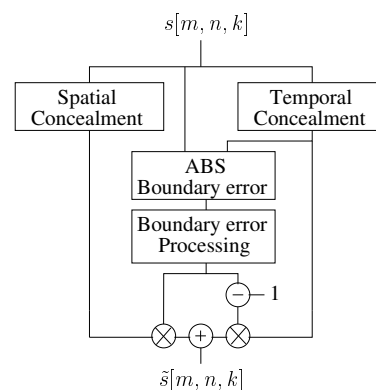 s[m, n, k]
Spatial
Concealment
Temporal
Concealment
ABS
Boundary error
Boundary error
Processing
− 1
× + ×
s̃[m, n, k]